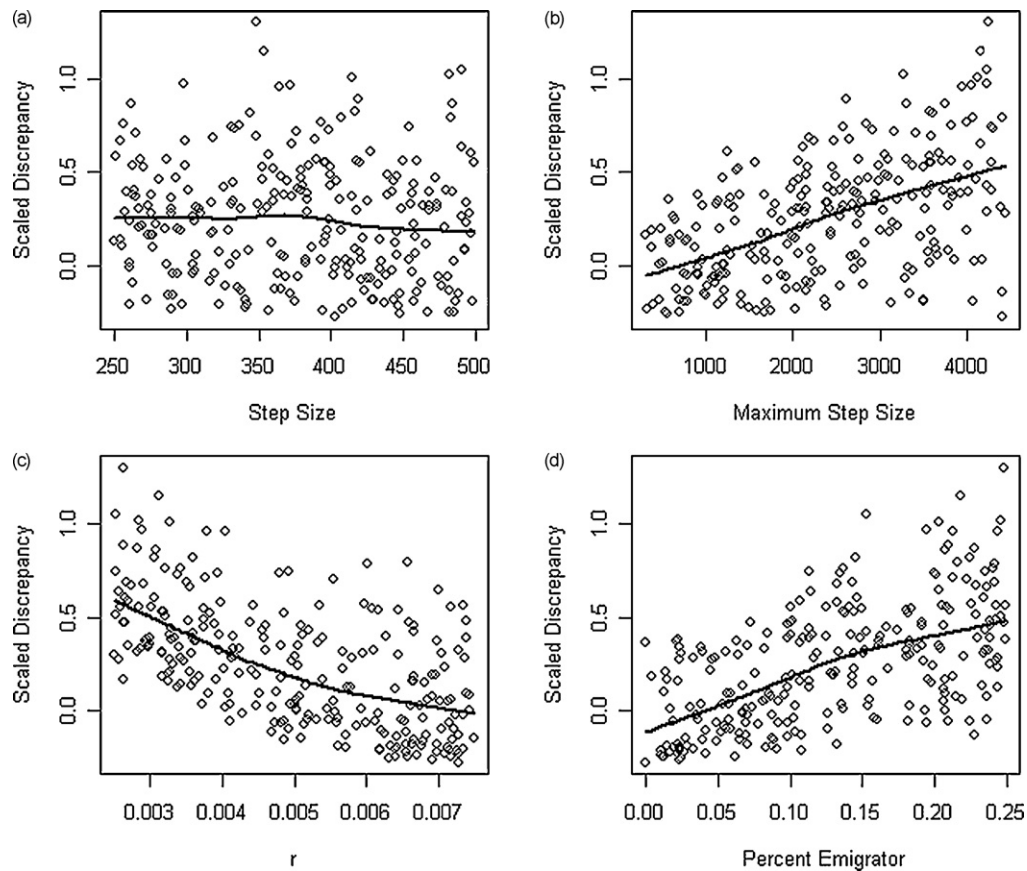 (a)
Scaled Discrepancy
1.0
0.5
0.0
250 300 350 400 450 500
Step Size
(b)
Scaled Discrepancy
1.0
0.5
0.0
1000 2000 3000 4000
Maximum Step Size
(c)
Scaled Discrepancy
1.0
0.5
0.0
0.003 0.004 0.005 0.006 0.007
r
(d)
Scaled Discrepancy
1.0
0.5
0.0
0.00 0.05 0.10 0.15 0.20 0.25
Percent Emigrator